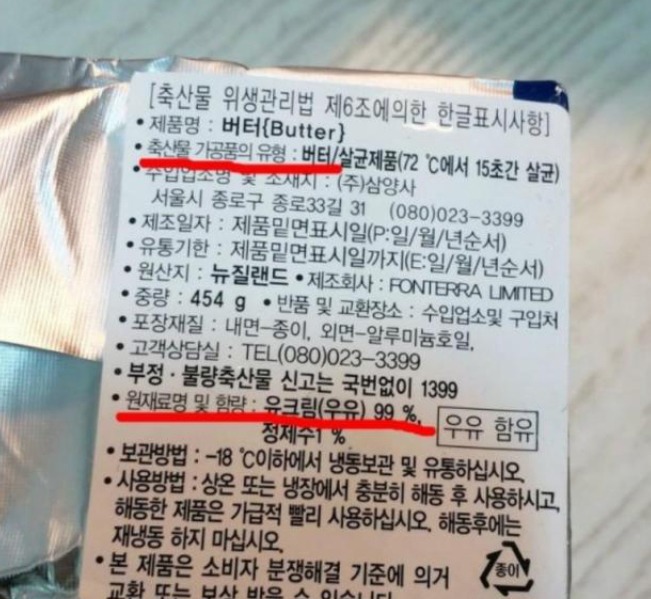 [축산물 위생관리법 제6조에의한 한글표시사항]
• 제품명 : 버터{Butter}
• 축산물 가공품의 유형 : 버터/살균제품(72 ℃에서 15초간 살균)
• 수입업소명 및 소재지 : (주)삼양사
서울시 종로구 종로33길 31 (080)023-3399
• 제조일자 : 제품밑면표시일(P:일/월/년순서)
• 유통기한 : 제품밑면표시일까지(E:일/월/년순서)
• 원산지 : 뉴질랜드 • 제조회사 : FONTERRA LIMITED
• 중량 : 454 g • 반품 및 교환장소 : 수입업소및 구입처
• 포장재질 : 내면-종이, 외면-알루미늄호일,
• 고객상담실 : TEL(080)023-3399
• 부정·불량축산물 신고는 국번없이 1399
• 원재료명 및 함량 : 유크림(우유) 99 %,
정제수1 %
우유 함유
• 보관방법 : -18 ℃이하에서 냉동보관 및 유통하십시오.
• 사용방법 : 상온 또는 냉장에서 충분히 해동 후 사용하시고,
해동한 제품은 가급적 빨리 사용하십시오. 해동후에는
재냉동 하지 마십시오.
• 본 제품은 소비자 분쟁해결 기준에 의거
교환 또는 보상 받을 수 있습니다
종이